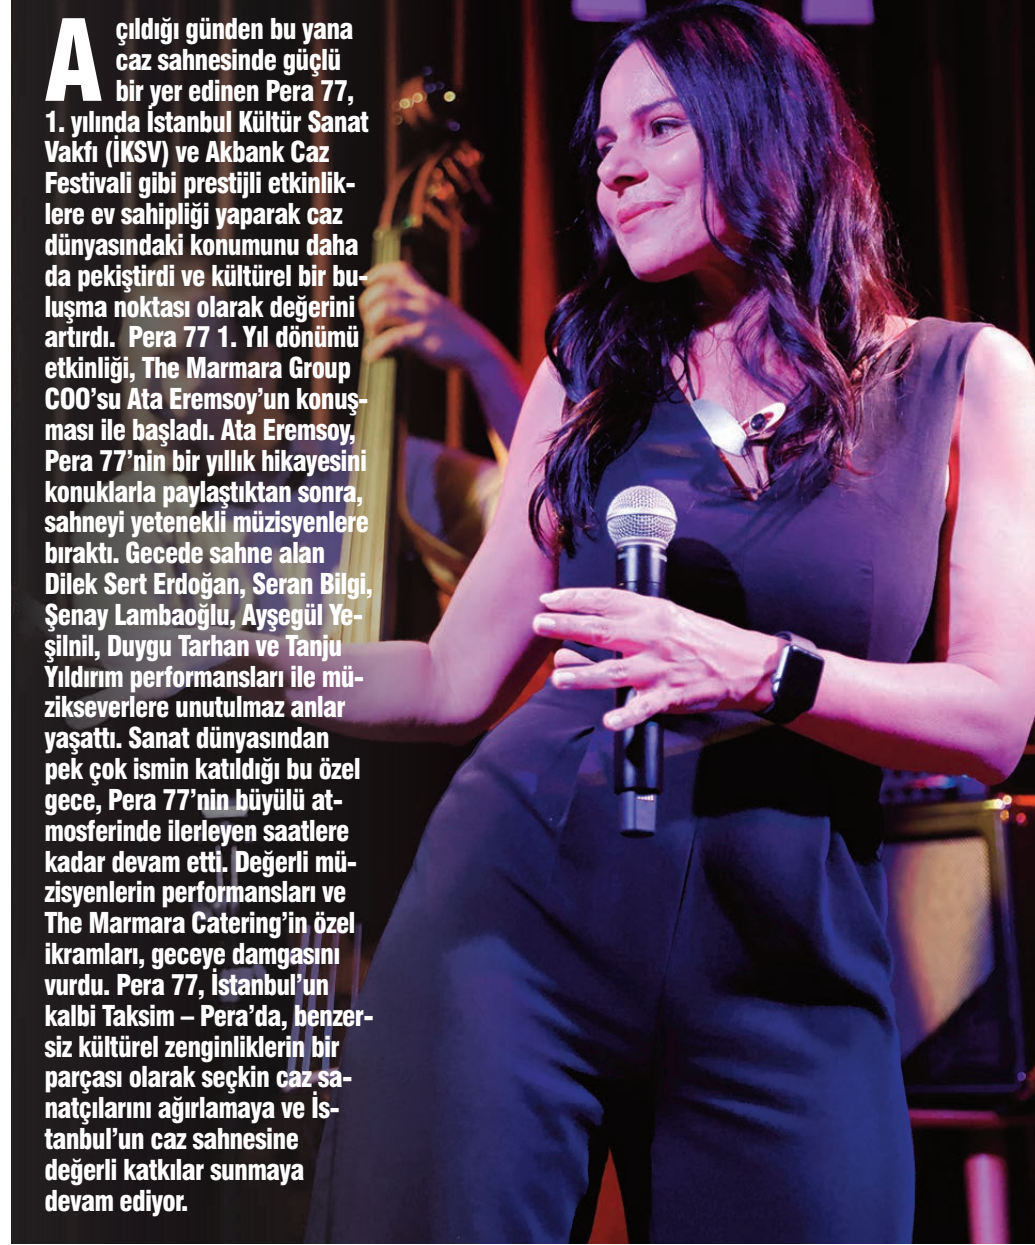 Açıldığı günden bu yana
caz sahnesinde güçlü
bir yer edinen Pera 77,
1. yılında İstanbul Kültür Sanat
Vakfı (İKSV) ve Akbank Caz
Festivali gibi prestijli etkinlik-
lere ev sahipliği yaparak caz
dünyasındaki konumunu daha
da pekiştirdi ve kültürel bir bu-
luşma noktası olarak değerini
artırdı.  Pera 77 1. Yıl dönümü
etkinliği, The Marmara Group
COO’su Ata Eremsoy’un konuş-
ması ile başladı. Ata Eremsoy,
Pera 77’nin bir yıllık hikayesini
konuklarla paylaştıktan sonra,
sahneyi yetenekli müzisyenlere
bıraktı. Gecede sahne alan
Dilek Sert Erdoğan, Seran Bilgi,
Şenay Lambaoğlu, Ayşegül Ye-
şilnil, Duygu Tarhan ve Tanju
Yıldırım performansları ile mü-
zikseverlere unutulmaz anlar
yaşattı. Sanat dünyasından
pek çok ismin katıldığı bu özel
gece, Pera 77’nin büyülü at-
mosferinde ilerleyen saatlere
kadar devam etti. Değerli mü-
zisyenlerin performansları ve
The Marmara Catering’in özel
ikramları, geceye damgasını
vurdu. Pera 77, İstanbul’un
kalbi Taksim – Pera’da, benzer-
siz kültürel zenginliklerin bir
parçası olarak seçkin caz sa-
natçılarını ağırlamaya ve İs-
tanbul’un caz sahnesine
değerli katkılar sunmaya
devam ediyor.